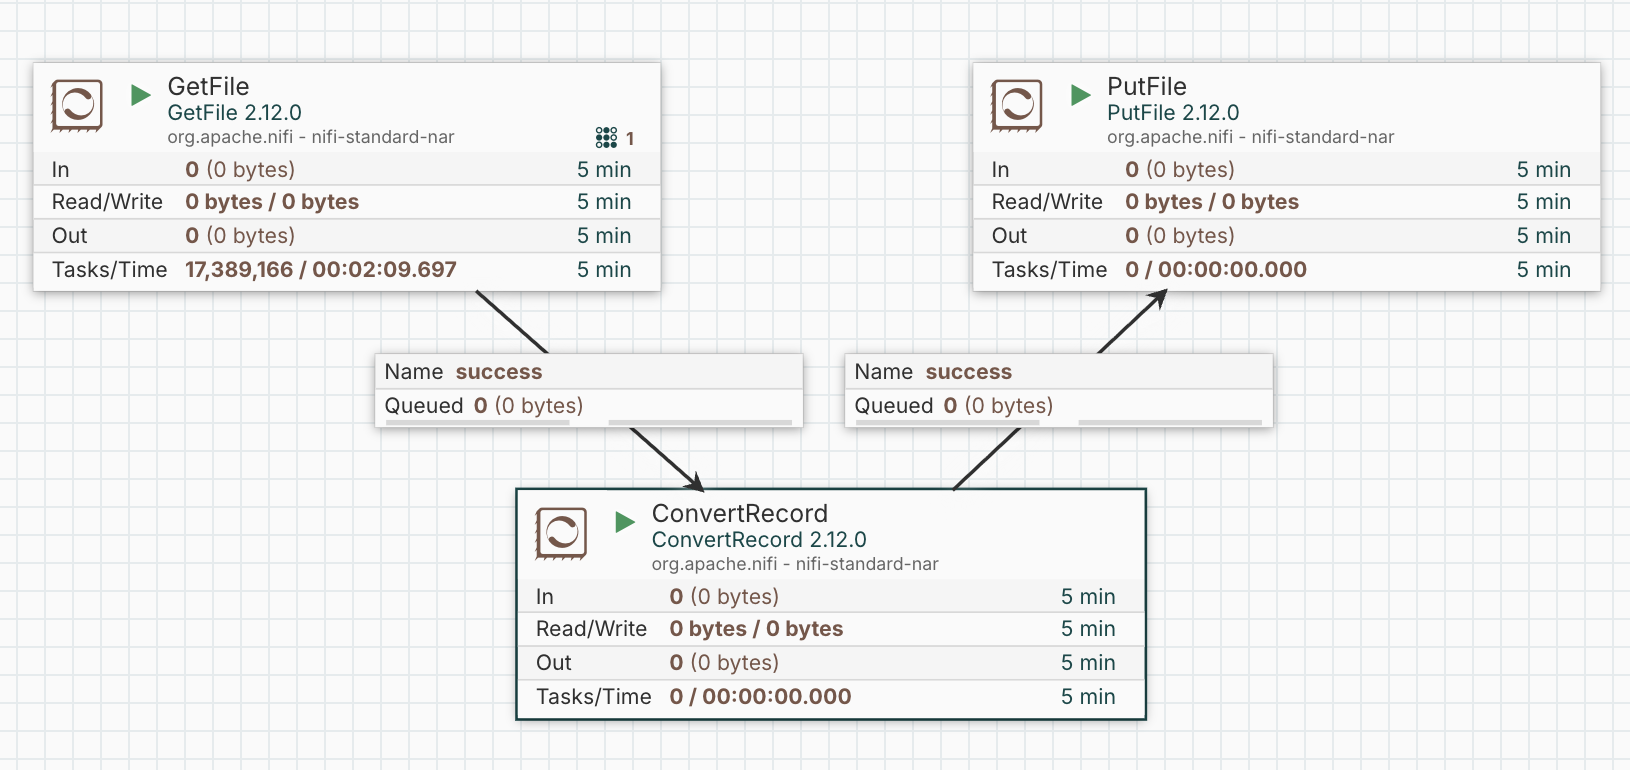 GetFile
GetFile 2.12.0
org.apache.nifi - nifi-standard-nar
1
In 0 (0 bytes) 5 min
Read/Write 0 bytes / 0 bytes 5 min
Out 0 (0 bytes) 5 min
Tasks/Time 17,389,166 / 00:02:09.697 5 min
PutFile
PutFile 2.12.0
org.apache.nifi - nifi-standard-nar
In 0 (0 bytes) 5 min
Read/Write 0 bytes / 0 bytes 5 min
Out 0 (0 bytes) 5 min
Tasks/Time 0 / 00:00:00.000 5 min
Name success
Queued 0 (0 bytes)
Name success
Queued 0 (0 bytes)
ConvertRecord
ConvertRecord 2.12.0
org.apache.nifi - nifi-standard-nar
In 0 (0 bytes) 5 min
Read/Write 0 bytes / 0 bytes 5 min
Out 0 (0 bytes) 5 min
Tasks/Time 0 / 00:00:00.000 5 min